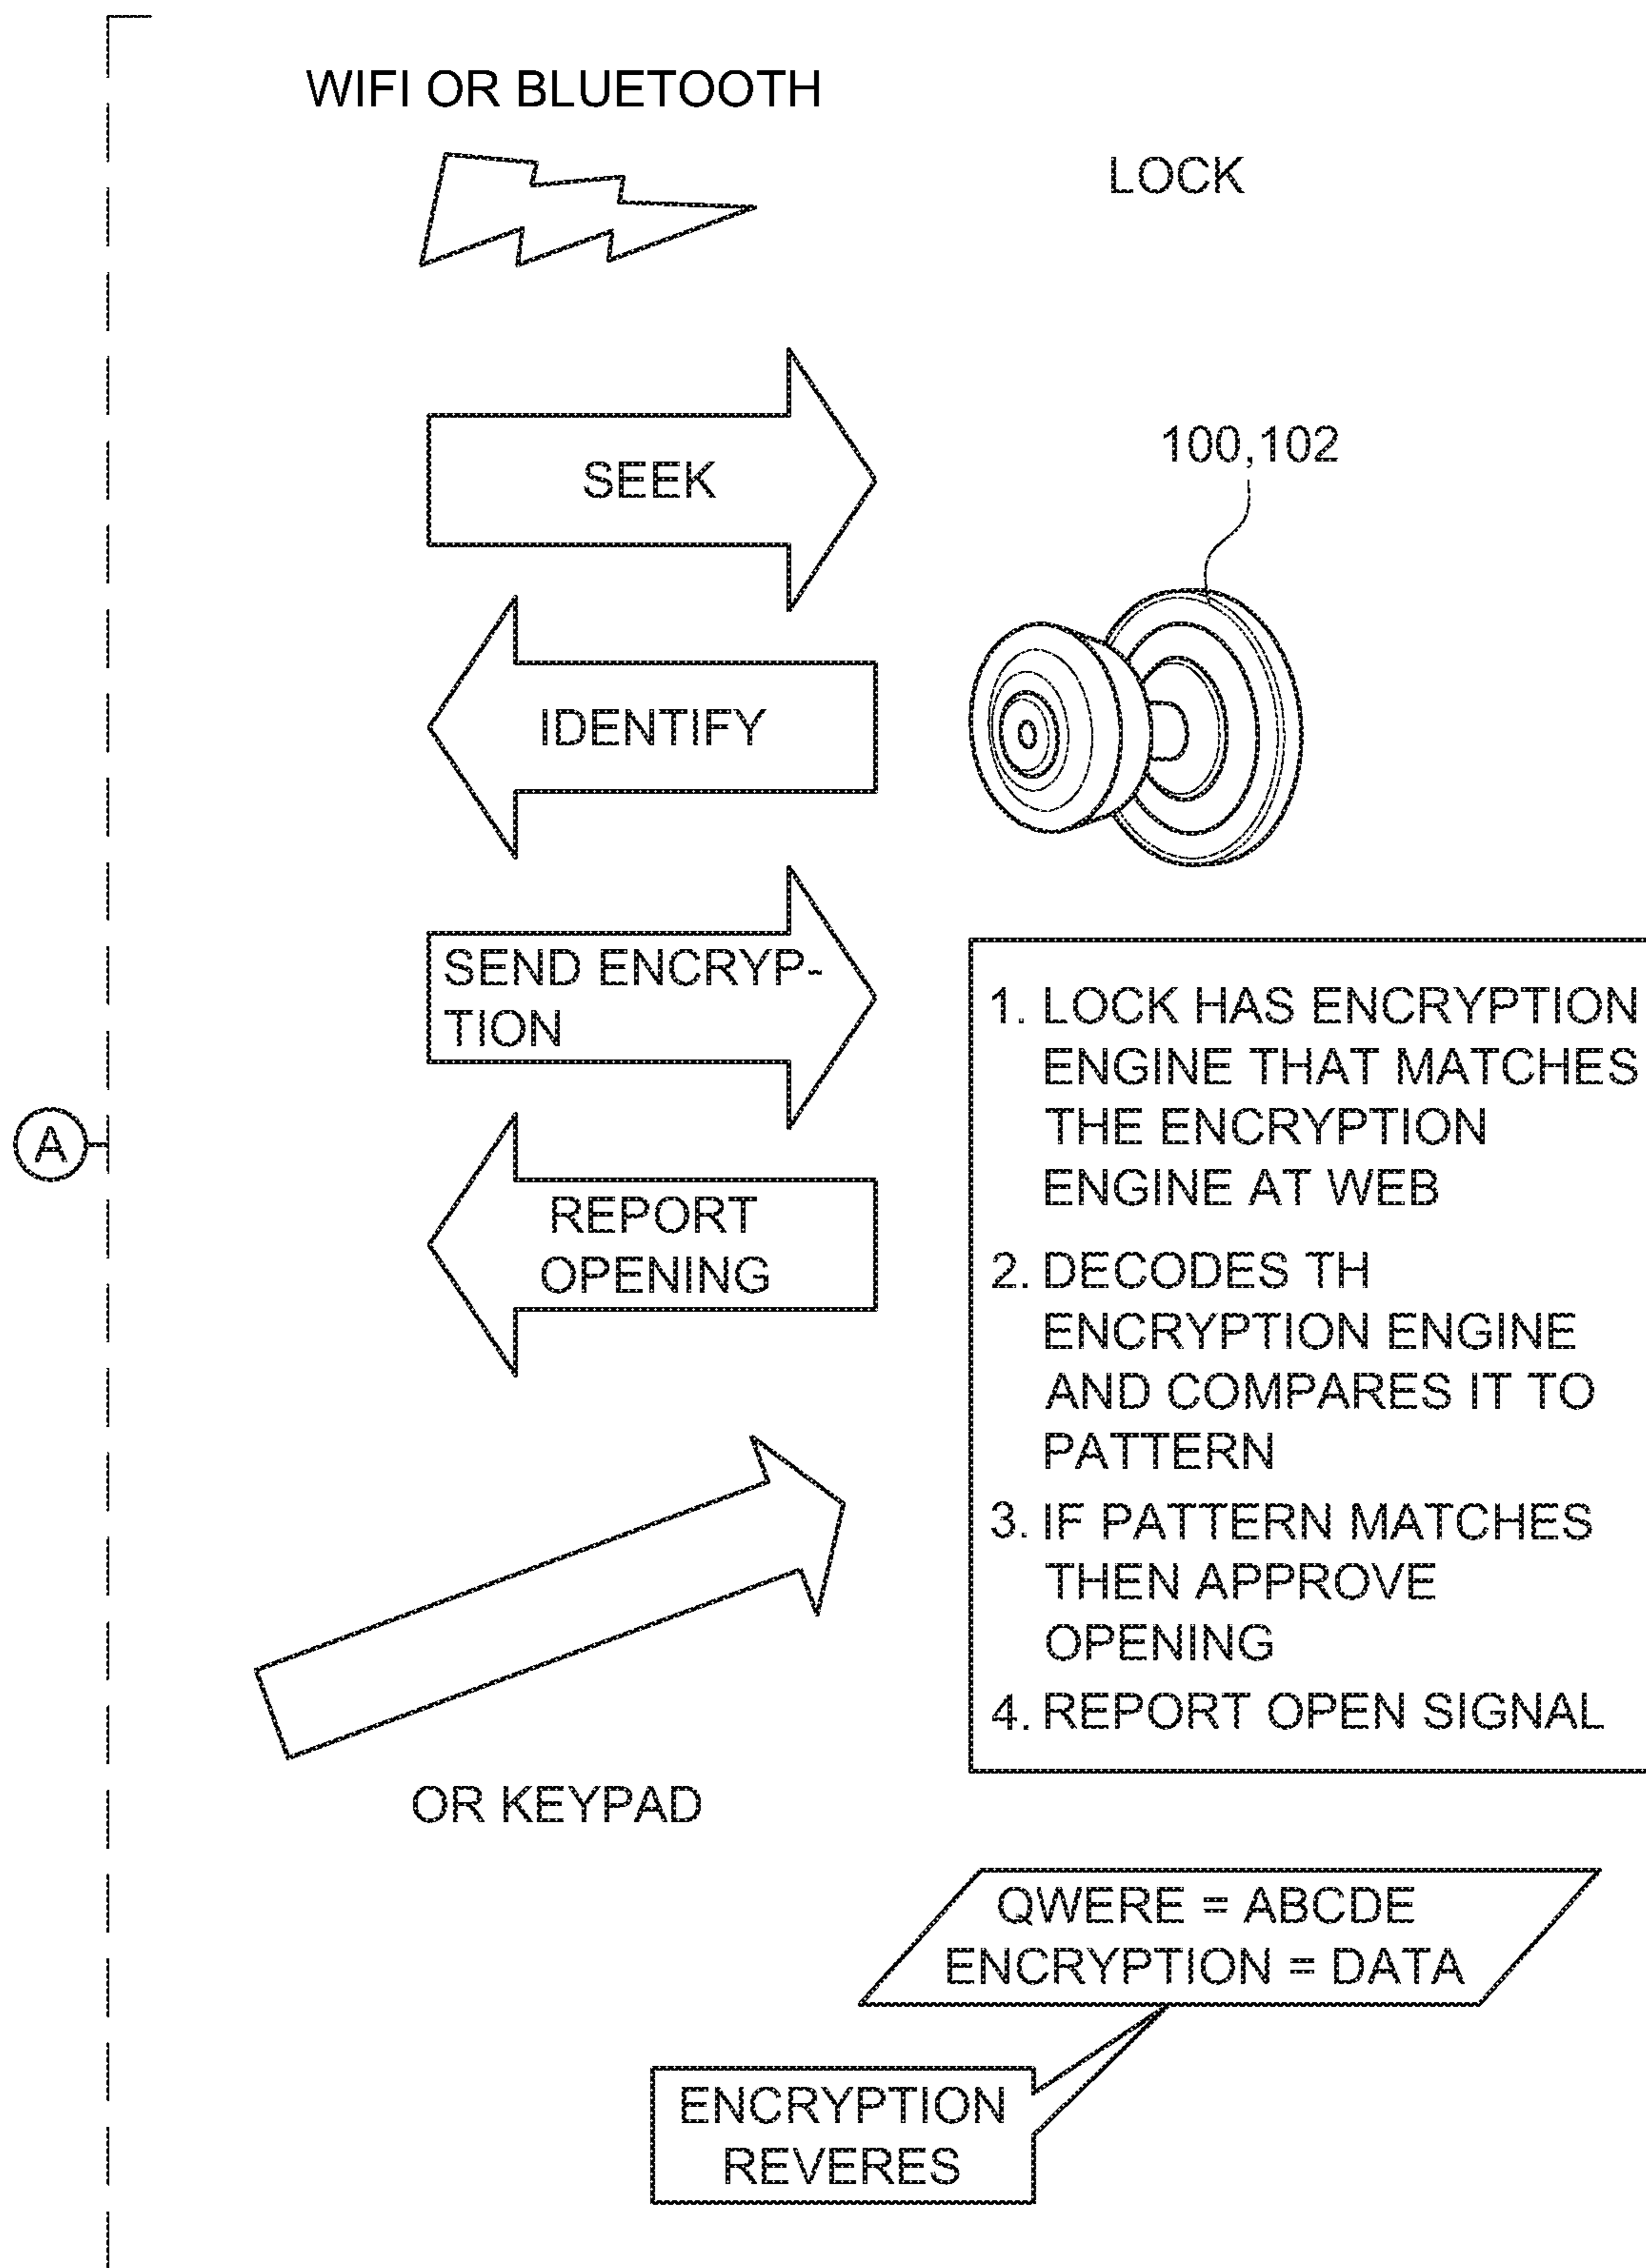 WIFI OR BLUETOOTH
LOCK
SEEK
100,102
IDENTIFY
SEND ENCRYP-
TION
REPORT
OPENING
A
1. LOCK HAS ENCRYPTION
ENGINE THAT MATCHES
THE ENCRYPTION
ENGINE AT WEB
2. DECODES TH
ENCRYPTION ENGINE
AND COMPARES IT TO
PATTERN
3. IF PATTERN MATCHES
THEN APPROVE
OPENING
4. REPORT OPEN SIGNAL
OR KEYPAD
QWERE = ABCDE
ENCRYPTION = DATA
ENCRYPTION
REVERES